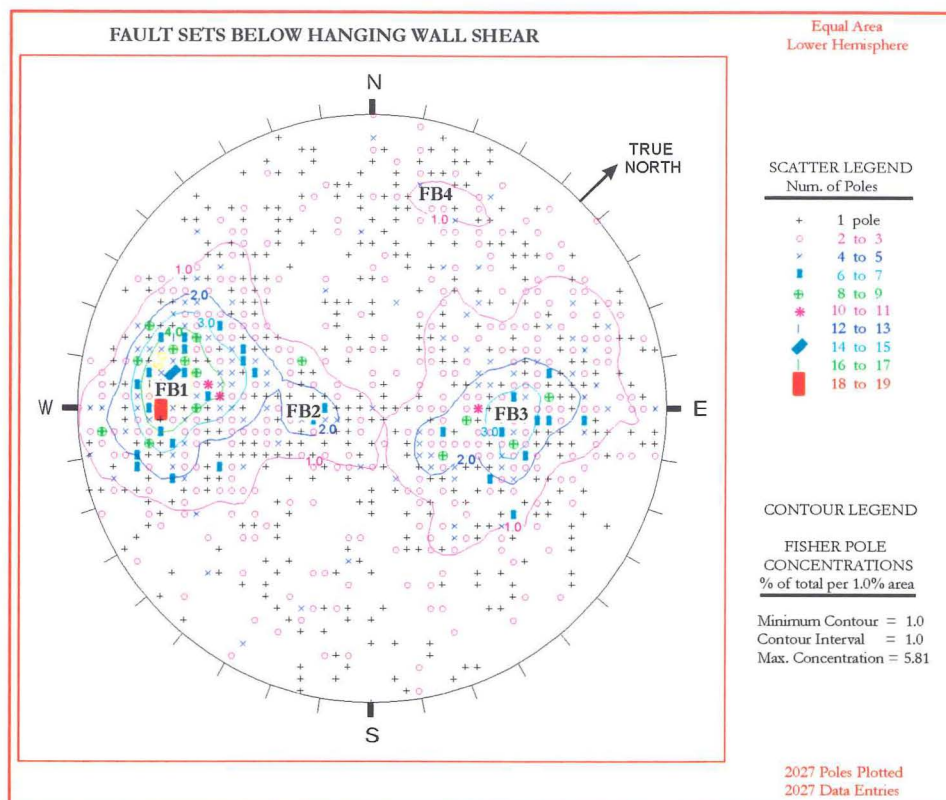 FAULT SETS BELOW HANGING WALL SHEAR
Equal Area
Lower Hemisphere
N
TRUE
NORTH
FB4
1.0
1.0
2.0
3.0
4.0
FB1
W
FB2
2.0
1.0
FB3
3.0
2.0
E
1.0
S
SCATTER LEGEND
Num. of Poles
1 pole
2 to 3
4 to 5
6 to 7
8 to 9
10 to 11
12 to 13
14 to 15
16 to 17
18 to 19
CONTOUR LEGEND
FISHER POLE
CONCENTRATIONS
% of total per 1.0% area
Minimum Contour = 1.0
Contour Interval = 1.0
Max. Concentration = 5.81
2027 Poles Plotted
2027 Data Entries